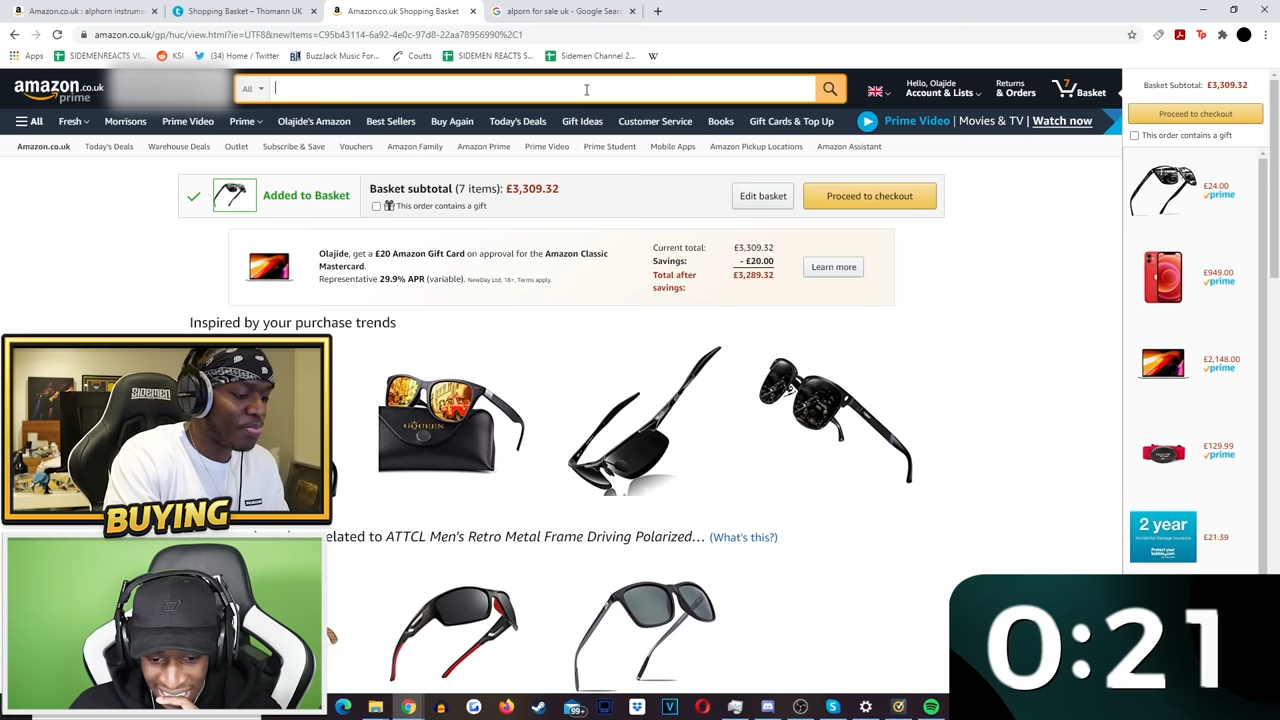 Amazon.co.uk : alphorn instrume
Shopping Basket – Thomann UK
Amazon.co.uk Shopping Basket
alporn for sale uk - Google Sear
amazon.co.uk/gp/huc/view.html?ie=UTF8&newItems=C95b43114-6a92-4e0c-97d8-22aa78956990%2C1
Apps
SIDEMENREACTS VI...
KSI
(34) Home / Twitter
BuzzJack Music For...
Coutts
SIDEMEN REACTS S...
Sidemen Channel 2...
amazon.co.uk
prime
All
Hello, Olajide
Account & Lists
Returns
& Orders
7
Basket
All
Fresh
Morrisons
Prime Video
Prime
Olajide's Amazon
Best Sellers
Buy Again
Today's Deals
Gift Ideas
Customer Service
Books
Gift Cards & Top Up
Prime Video | Movies & TV | Watch now
Amazon.co.uk
Today's Deals
Warehouse Deals
Outlet
Subscribe & Save
Vouchers
Amazon Family
Amazon Prime
Prime Video
Prime Student
Mobile Apps
Amazon Pickup Locations
Amazon Assistant
Added to Basket
Basket subtotal (7 items): £3,309.32
This order contains a gift
Edit basket
Proceed to checkout
Olajide, get a £20 Amazon Gift Card on approval for the Amazon Classic
Mastercard.
Representative 29.9% APR (variable). NewDay Ltd, 18+. Terms apply.
Current total: £3,309.32
Savings: - £20.00
Total after £3,289.32
savings:
Learn more
Inspired by your purchase trends
GQUEEN
SIDEMEN
BUYING
elated to ATTCL Men's Retro Metal Frame Driving Polarized… (What's this?)
Basket Subtotal: £3,309.32
Proceed to checkout
This order contains a gift
£24.00
prime
£949.00
prime
£2,148.00
prime
£129.99
prime
2 year
Accidental Damage Insurance
£21.39
0:21
99+